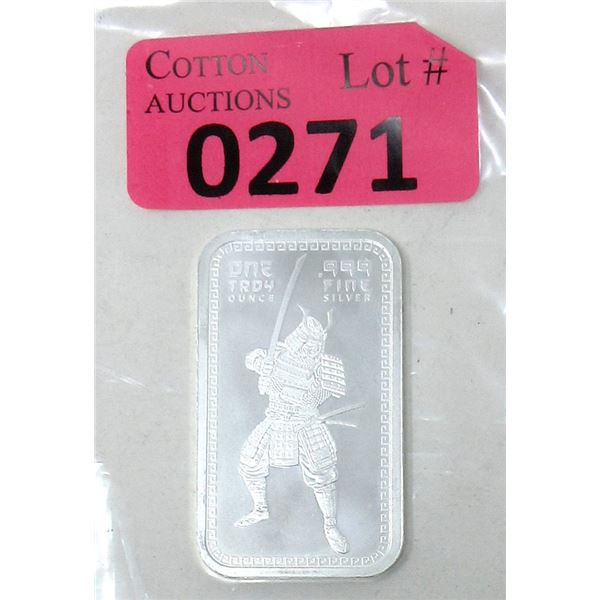 COTTON AUCTIONS Lot #
0271
ONE TROY OUNCE
.999 FINE SILVER